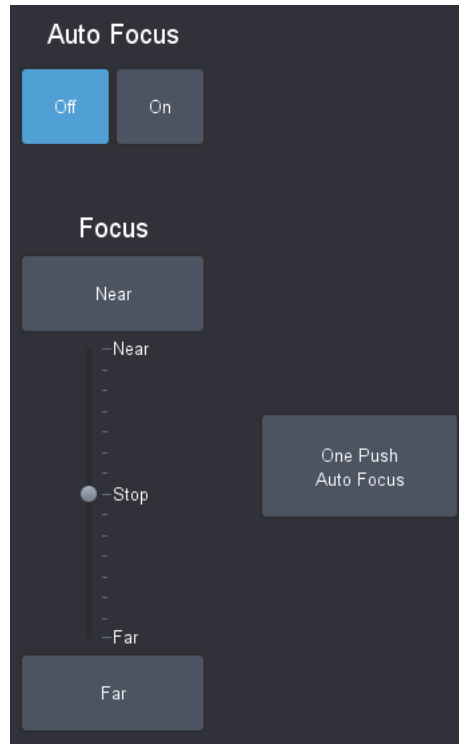 Auto Focus
Off
On
Focus
Near
Near
Stop
Far
Far
One Push
Auto Focus